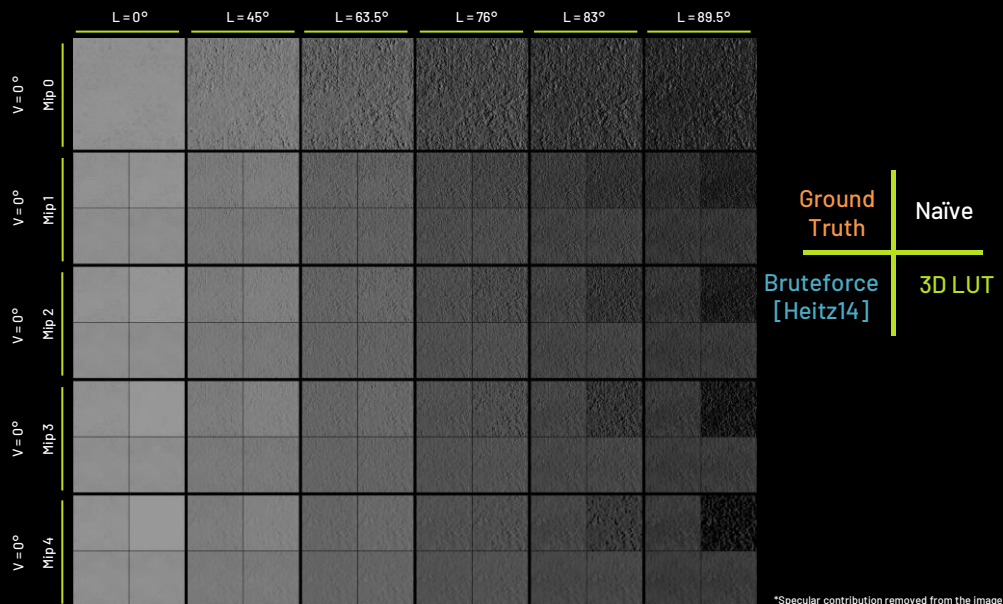 L = 0°
L = 45°
L = 63.5°
L = 76°
L = 83°
L = 89.5°
V = 0° Mip 0
V = 0° Mip 1
V = 0° Mip 2
V = 0° Mip 3
V = 0° Mip 4
Ground
Truth
Naïve
Bruteforce
[Heitz14]
3D LUT
*Specular contribution removed from the image